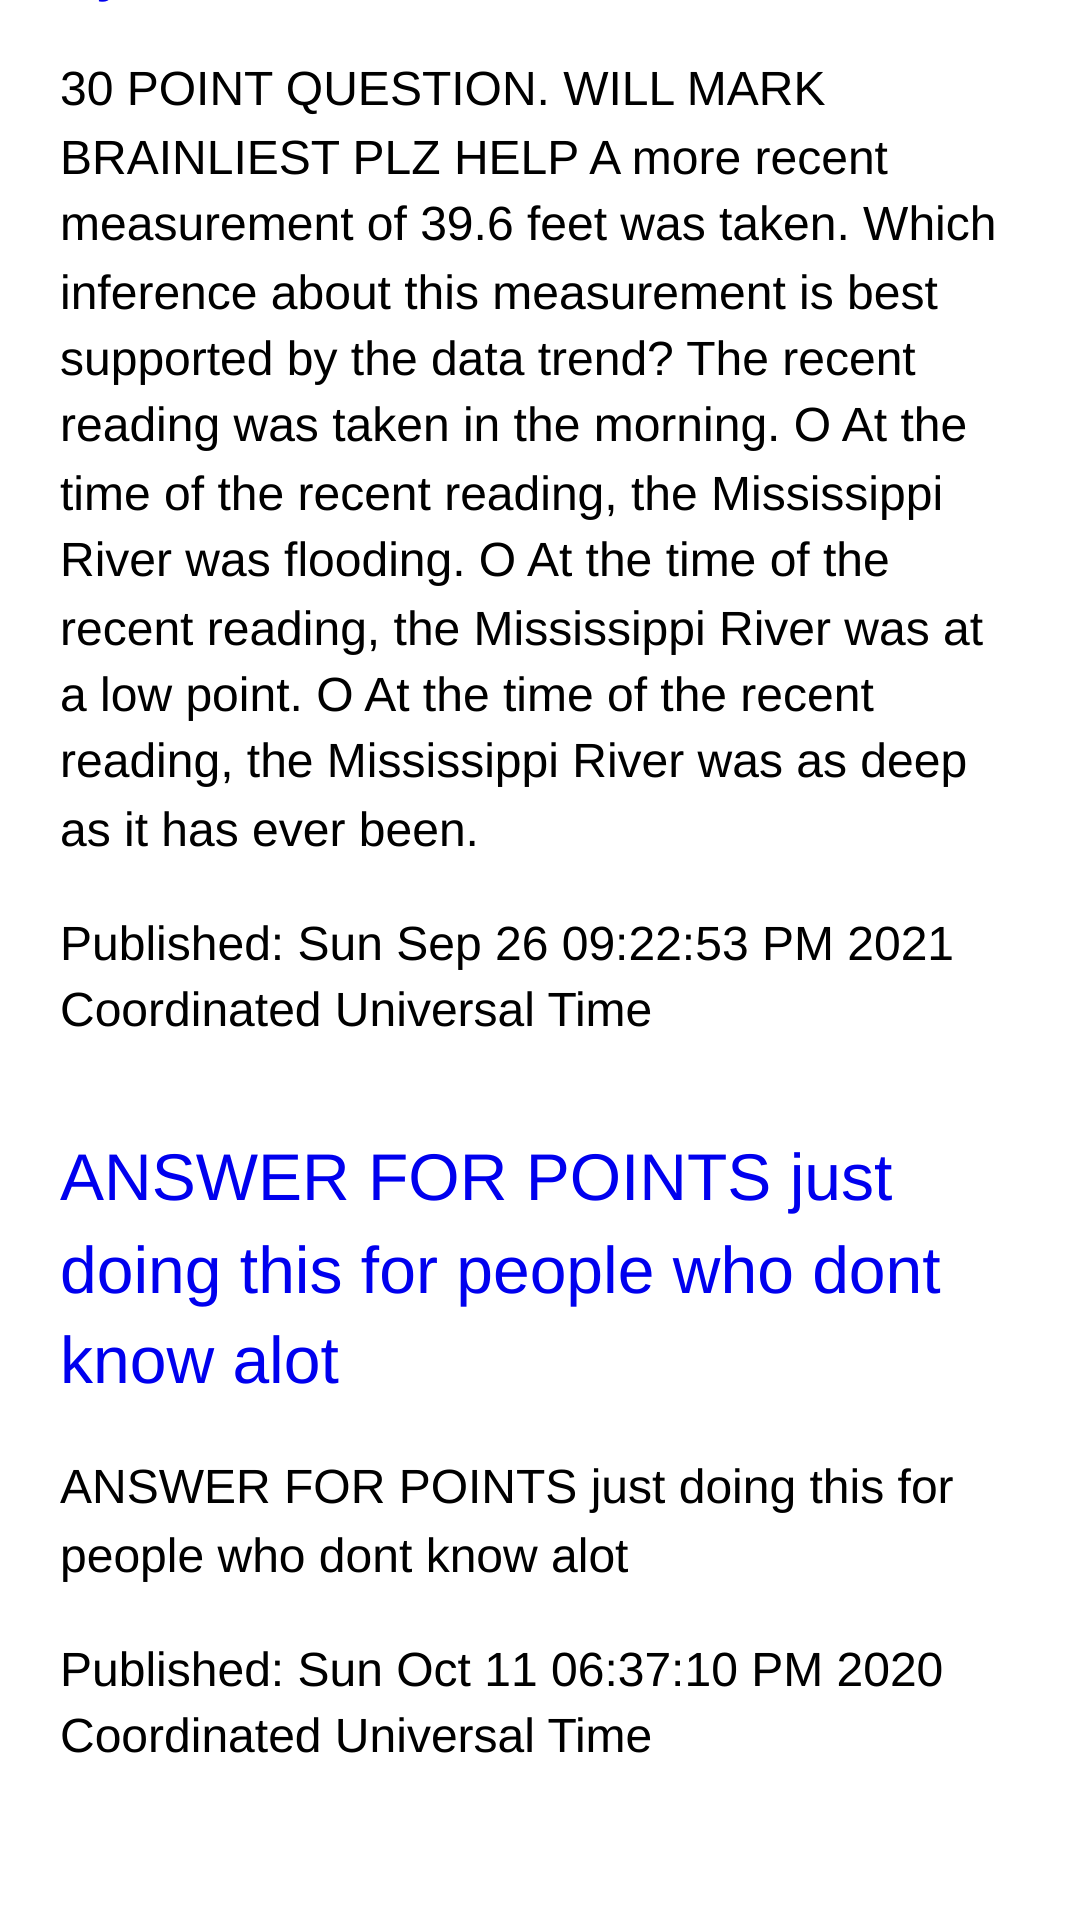 30 POINT QUESTION. WILL MARK
BRAINLIEST PLZ HELP A more recent
measurement of 39.6 feet was taken. Which
inference about this measurement is best
supported by the data trend? The recent
reading was taken in the morning. O At the
time of the recent reading, the Mississippi
River was flooding. O At the time of the
recent reading, the Mississippi River was at
a low point. O At the time of the recent
reading, the Mississippi River was as deep
as it has ever been.
Published: Sun Sep 26 09:22:53 PM 2021
Coordinated Universal Time
ANSWER FOR POINTS just
doing this for people who dont
know alot
ANSWER FOR POINTS just doing this for
people who dont know alot
Published: Sun Oct 11 06:37:10 PM 2020
Coordinated Universal Time